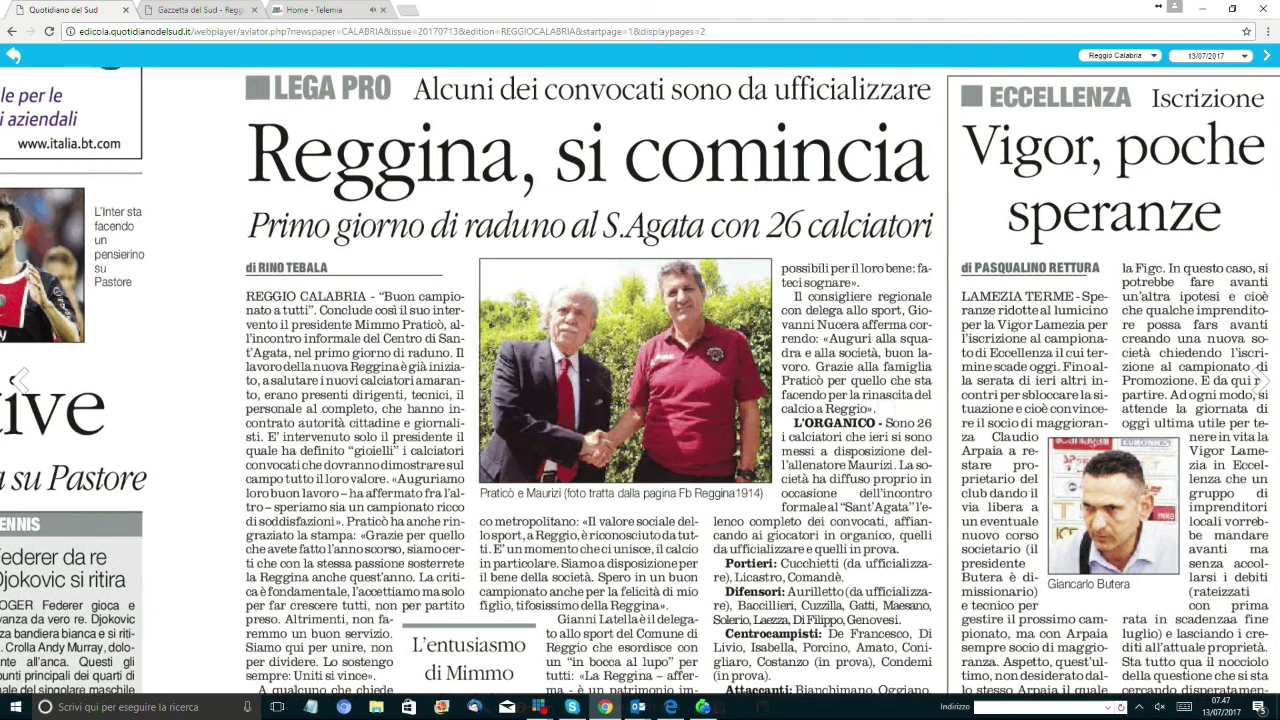 Quotidiano del Sud
Gazzetta del Sud - Regg
Home - Telemia
edicola.quotidianodelsud.it/webplayer/aviator.php?newspaper=CALABRIA&issue=20170713&edition=REGGIOCALABRIA&startpage=1&displaypages=2
Reggio Calabria
13/07/2017
le per le
i aziendali
www.italia.bt.com
L'Inter sta
facendo
un
pensierino
su
Pastore
tive
a su Pastore
ENNIS
Federer da re
Djokovic si ritira
OGER Federer gioca e
vanza da vero re. Djokovic
za bandiera bianca e si riti-
. Crolla Andy Murray, dolo-
nte all'anca. Questi gli
punti principali dei quarti di
nale del singolare maschile
LEGA PRO Alcuni dei convocati sono da ufficializzare
Reggina, si comincia
Primo giorno di raduno al S.Agata con 26 calciatori
di RINO TEBALA
REGGIO CALABRIA - “Buon campio-
nato a tutti”. Conclude così il suo inter-
vento il presidente Mimmo Praticò, al-
l'incontro informale del Centro di San-
t'Agata, nel primo giorno di raduno. Il
lavoro della nuova Reggina è già inizia-
to, a salutare i nuovi calciatori amaran-
to, erano presenti dirigenti, tecnici, il
personale al completo, che hanno in-
contrato autorità cittadine e giornali-
sti. E' intervenuto solo il presidente il
quale ha definito “gioielli” i calciatori
convocati che dovranno dimostrare sul
campo tutto il loro valore. «Auguriamo
loro buon lavoro – ha affermato fra l'al-
tro – speriamo sia un campionato ricco
di soddisfazioni». Praticò ha anche rin-
graziato la stampa: «Grazie per quello
che avete fatto l'anno scorso, siamo cer-
ti che con la stessa passione sosterrete
la Reggina anche quest'anno. La criti-
ca è fondamentale, l'accettiamo ma solo
per far crescere tutti, non per partito
preso. Altrimenti, non fa-
remmo un buon servizio.
Siamo qui per unire, non
per dividere. Lo sostengo
sempre: Uniti si vince».
A qualcuno che chiede
Praticò e Maurizi (foto tratta dalla pagina Fb Reggina1914)
co metropolitano: «Il valore sociale del-
lo sport, a Reggio, è riconosciuto da tut-
ti. E' un momento che ci unisce, il calcio
in particolare. Siamo a disposizione per
il bene della società. Spero in un buon
campionato anche per la felicità di mio
figlio, tifosissimo della Reggina».
Gianni Latella è il delega-
to allo sport del Comune di
Reggio che esordisce con
un “in bocca al lupo” per
tutti: «La Reggina – affer-
ma - è un patrimonio im-
L'entusiasmo
di Mimmo
possibili per il loro bene: fa-
teci sognare».
Il consigliere regionale
con delega allo sport, Gio-
vanni Nucera afferma cor-
rendo: «Auguri alla squa-
dra e alla società, buon la-
voro. Grazie alla famiglia
Praticò per quello che sta
facendo per la rinascita del
calcio a Reggio».
L'ORGANICO - Sono 26
i calciatori che ieri si sono
messi a disposizione del-
l'allenatore Maurizi. La so-
cietà ha diffuso proprio in
occasione dell'incontro
formale al “Sant'Agata” l'e-
lenco completo dei convocati, affian-
cando ai giocatori in organico, quelli
da ufficializzare e quelli in prova.
Portieri: Cucchietti (da ufficializza-
re), Licastro, Comandè.
Difensori: Aurilletto (da ufficializza-
re), Baccillieri, Cuzzilla, Gatti, Maesano,
Solerio, Laezza, Di Filippo, Genovesi.
Centrocampisti: De Francesco, Di
Livio, Isabella, Porcino, Amato, Coni-
gliaro, Costanzo (in prova), Condemi
(in prova).
Attaccanti: Bianchimano, Oggiano,
ECCELLENZA Iscrizione
Vigor, poche
speranze
di PASQUALINO RETTURA
LAMEZIA TERME - Spe-
ranze ridotte al lumicino
per la Vigor Lamezia per
l'iscrizione al campiona-
to di Eccellenza il cui ter-
mine scade oggi. Fino al-
la serata di ieri altri in-
contri per sbloccare la si-
tuazione e cioè convince-
re il socio di maggioran-
za Claudio
Arpaia a re-
stare pro-
prietario del
club dando il
via libera a
un eventuale
nuovo corso
societario (il
presidente
Butera è di-
missionario)
e tecnico per
gestire il prossimo cam-
pionato, ma con Arpaia
sempre socio di maggio-
ranza. Aspetto, quest'ul-
timo, non desiderato dal-
lo stesso Arpaia il quale
Giancarlo Butera
la Figc. In questo caso, si
potrebbe fare avanti
un'altra ipotesi e cioè
che qualche imprendito-
re possa fars avanti
creando una nuova so-
cietà chiedendo l'iscri-
zione al campionato di
Promozione. E da qui r
partire. Ad ogni modo, si
attende la giornata di
oggi ultima utile per te-
nere in vita la
Vigor Lame-
zia in Eccel-
lenza che un
gruppo di
imprenditori
locali vorreb-
be mandare
avanti ma
senza accol-
larsi i debiti
(rateizzati
con prima
rata in scadenza fine
luglio) e lasciando i cre-
diti all'attuale proprietà.
Sta tutto qua il nocciolo
della questione che si sta
cercando disperatamen-
Scrivi qui per eseguire la ricerca
Indirizzo
07.47
13/07/2017